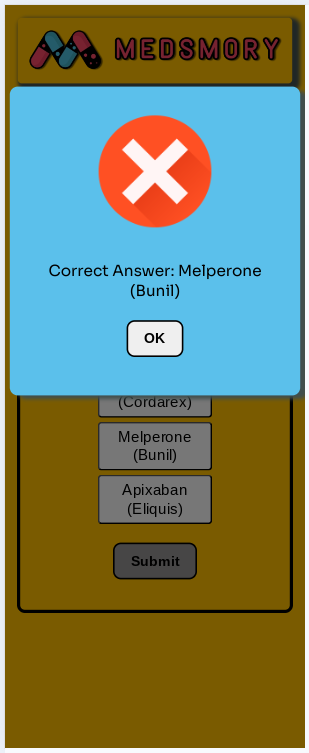 MEDSMORY
Correct Answer: Melperone
(Bunil)
OK
(Cordarex)
Melperone
(Bunil)
Apixaban
(Eliquis)
Submit